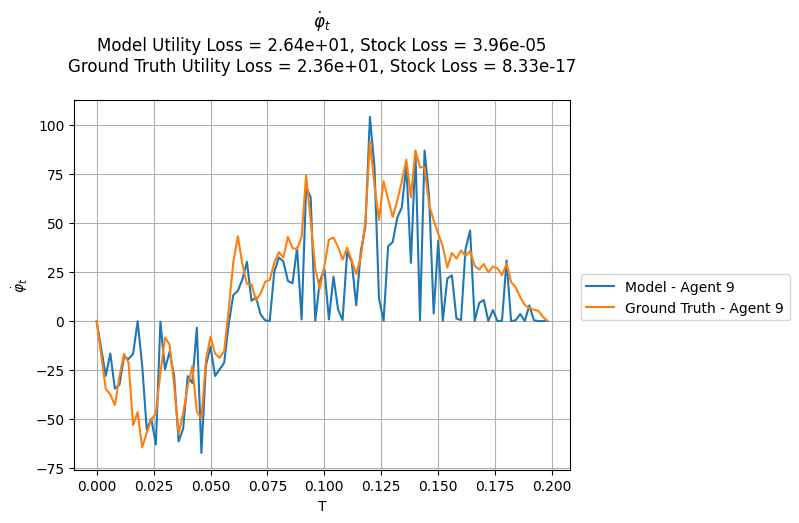 φ̇ₜ
Model Utility Loss = 2.64e+01, Stock Loss = 3.96e-05
Ground Truth Utility Loss = 2.36e+01, Stock Loss = 8.33e-17
100
75
50
25
0
−25
−50
−75
φ̇ₜ
0.000
0.025
0.050
0.075
0.100
0.125
0.150
0.175
0.200
T
Model - Agent 9
Ground Truth - Agent 9